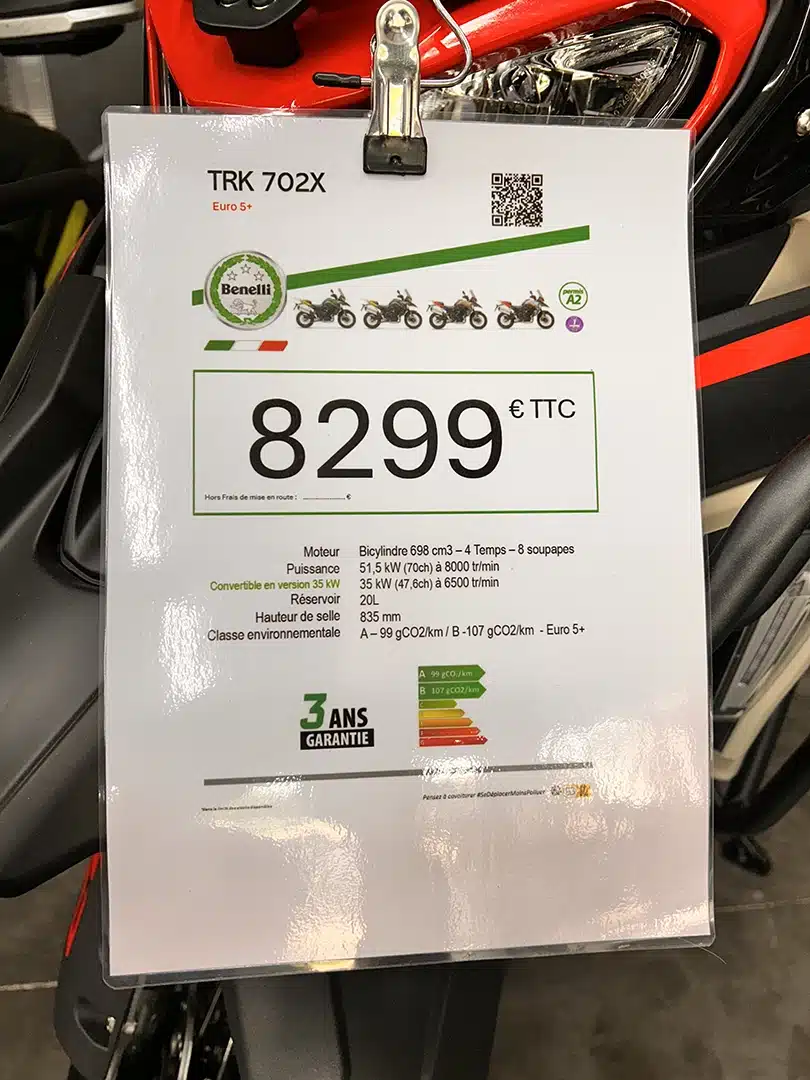 TRK 702X
Euro 5+
Benelli
permis
A2
8299 € TTC
Hors Frais de mise en route : €
Moteur Bicylindre 698 cm3 – 4 Temps – 8 soupapes
Puissance 51,5 kW (70ch) à 8000 tr/min
Convertible en version 35 kW 35 kW (47,6ch) à 6500 tr/min
Réservoir 20L
Hauteur de selle 835 mm
Classe environnementale A – 99 gCO2/km / B -107 gCO2/km - Euro 5+
A 99 gCO2/km
B 107 gCO2/km
3 ANS
GARANTIE
Pensez à covoiturer #SeDéplacerMoinsPolluer